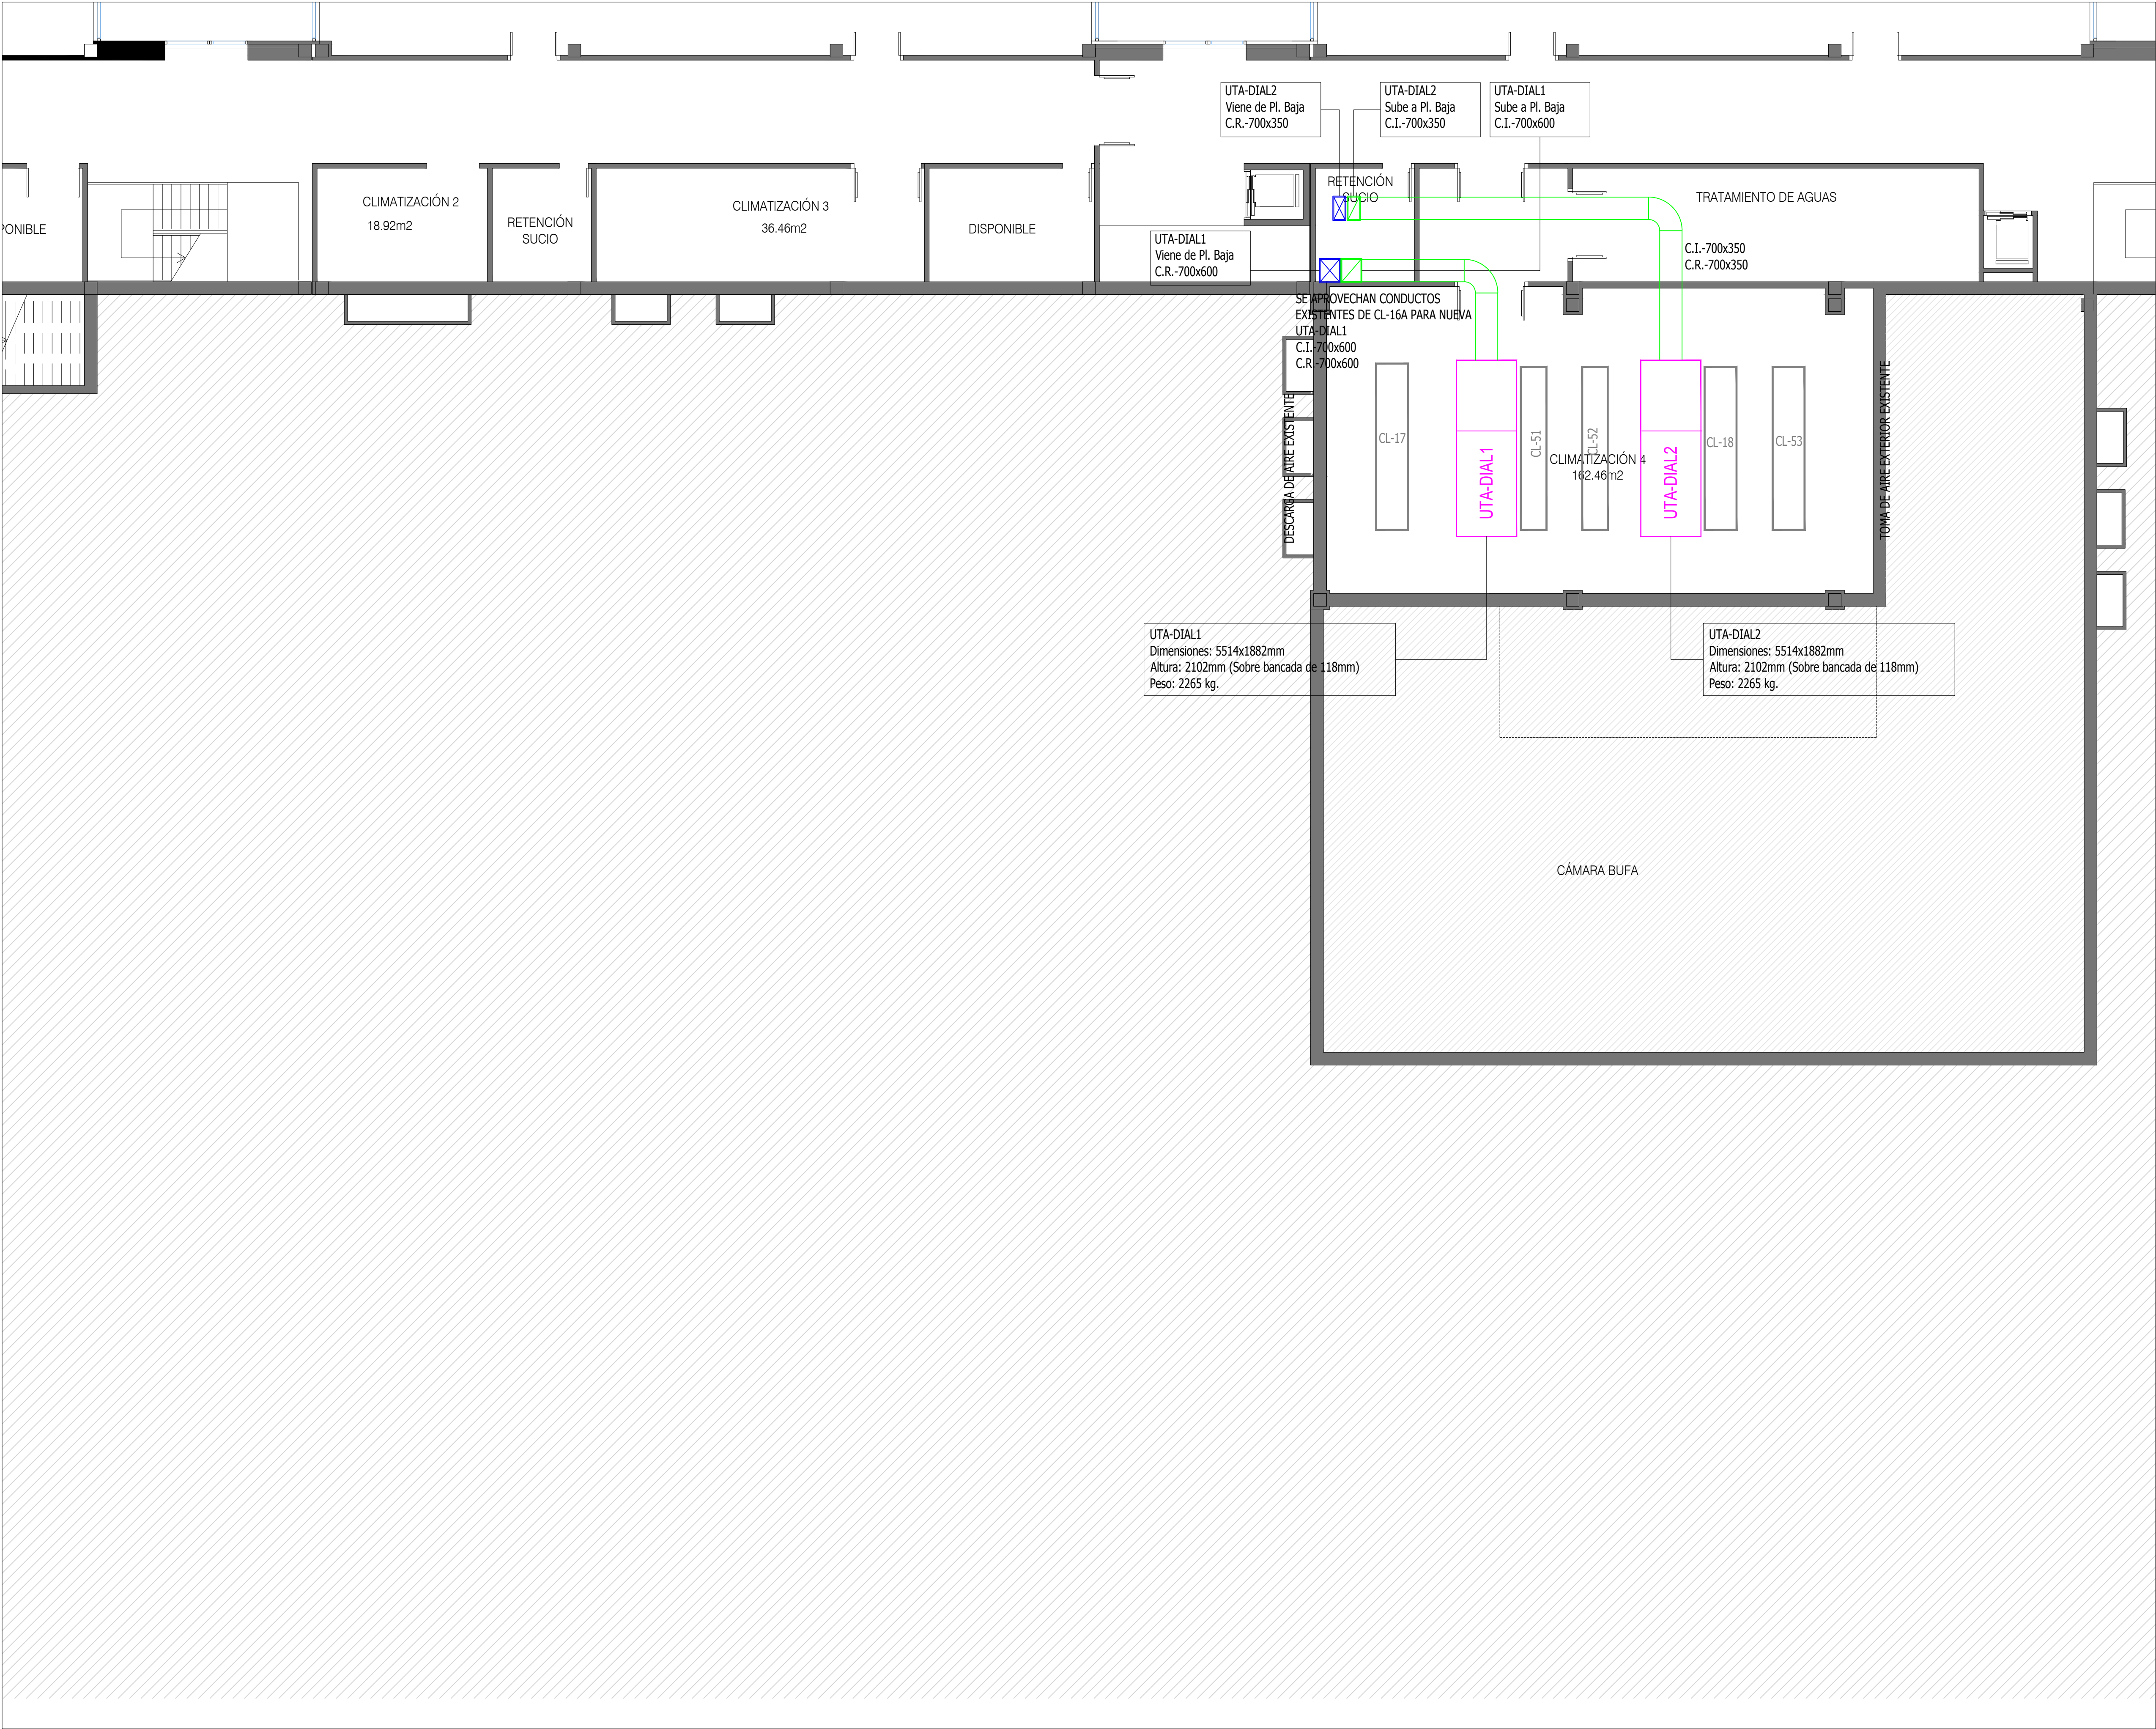 UTA-DIAL2
Viene de Pl. Baja
C.R.-700x350
UTA-DIAL2
Sube a Pl. Baja
C.I.-700x350
UTA-DIAL1
Sube a Pl. Baja
C.I.-700x600
PONIBLE
CLIMATIZACIÓN 2
18.92m2
RETENCIÓN
SUCIO
CLIMATIZACIÓN 3
36.46m2
DISPONIBLE
RETENCIÓN
SUCIO
TRATAMIENTO DE AGUAS
UTA-DIAL1
Viene de Pl. Baja
C.R.-700x600
C.I.-700x350
C.R.-700x350
SE APROVECHAN CONDUCTOS
EXISTENTES DE CL-16A PARA NUEVA
UTA-DIAL1
C.I.-700x600
C.R.-700x600
DESCARGA DE AIRE EXISTENTE
CL-17
UTA-DIAL1
CL-51
CL-52
CLIMATIZACIÓN 4
162.46m2
UTA-DIAL2
CL-18
CL-53
TOMA DE AIRE EXTERIOR EXISTENTE
UTA-DIAL1
Dimensiones: 5514x1882mm
Altura: 2102mm (Sobre bancada de 118mm)
Peso: 2265 kg.
UTA-DIAL2
Dimensiones: 5514x1882mm
Altura: 2102mm (Sobre bancada de 118mm)
Peso: 2265 kg.
CÁMARA BUFA